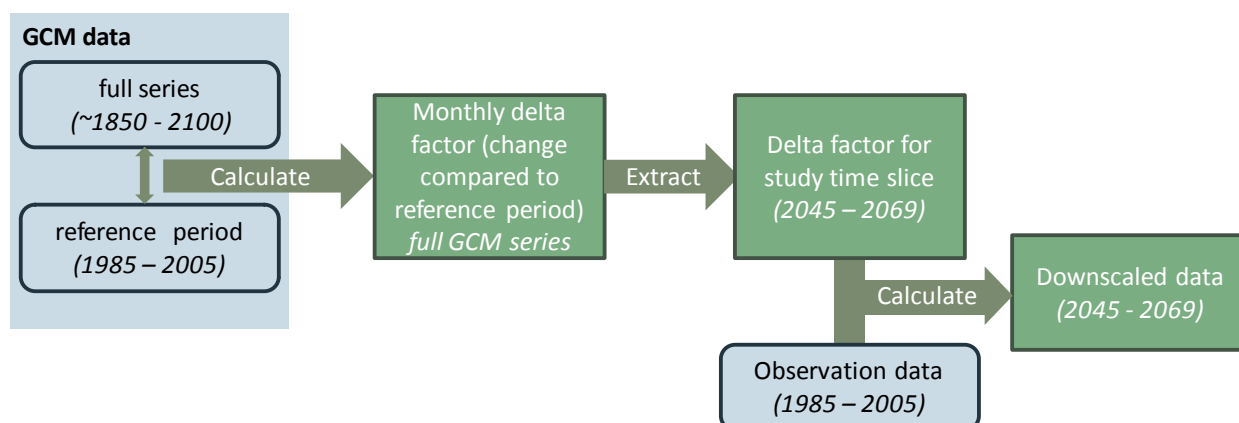 GCM data
full series
(~1850 - 2100)
reference period
(1985 – 2005)
Calculate
Monthly delta
factor (change
compared to
reference period)
full GCM series
Extract
Delta factor for
study time slice
(2045 – 2069)
Calculate
Observation data
(1985 – 2005)
Downscaled data
(2045 - 2069)